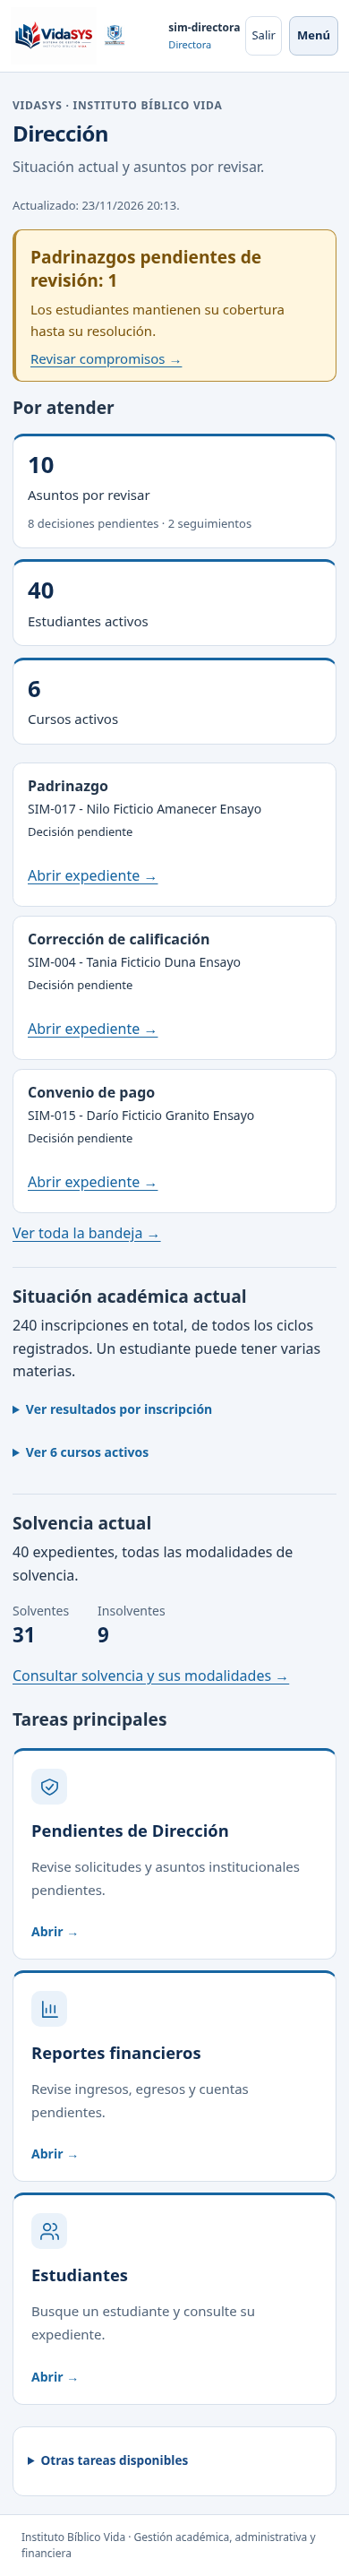 VidaSYS
sim-directora
Directora
Salir
Menú
VIDASYS · INSTITUTO BÍBLICO VIDA
Dirección
Situación actual y asuntos por revisar.
Actualizado: 23/11/2026 20:13.
Padrinazgos pendientes de
revisión: 1
Los estudiantes mantienen su cobertura
hasta su resolución.
Revisar compromisos →
Por atender
10
Asuntos por revisar
8 decisiones pendientes · 2 seguimientos
40
Estudiantes activos
6
Cursos activos
Padrinazgo
SIM-017 - Nilo Ficticio Amanecer Ensayo
Decisión pendiente
Abrir expediente →
Corrección de calificación
SIM-004 - Tania Ficticio Duna Ensayo
Decisión pendiente
Abrir expediente →
Convenio de pago
SIM-015 - Darío Ficticio Granito Ensayo
Decisión pendiente
Abrir expediente →
Ver toda la bandeja →
Situación académica actual
240 inscripciones en total, de todos los ciclos
registrados. Un estudiante puede tener varias
materias.
▶ Ver resultados por inscripción
▶ Ver 6 cursos activos
Solvencia actual
40 expedientes, todas las modalidades de
solvencia.
Solventes
31
Insolventes
9
Consultar solvencia y sus modalidades →
Tareas principales
Pendientes de Dirección
Revise solicitudes y asuntos institucionales
pendientes.
Abrir →
Reportes financieros
Revise ingresos, egresos y cuentas
pendientes.
Abrir →
Estudiantes
Busque un estudiante y consulte su
expediente.
Abrir →
▶ Otras tareas disponibles
Instituto Bíblico Vida · Gestión académica, administrativa y
financiera